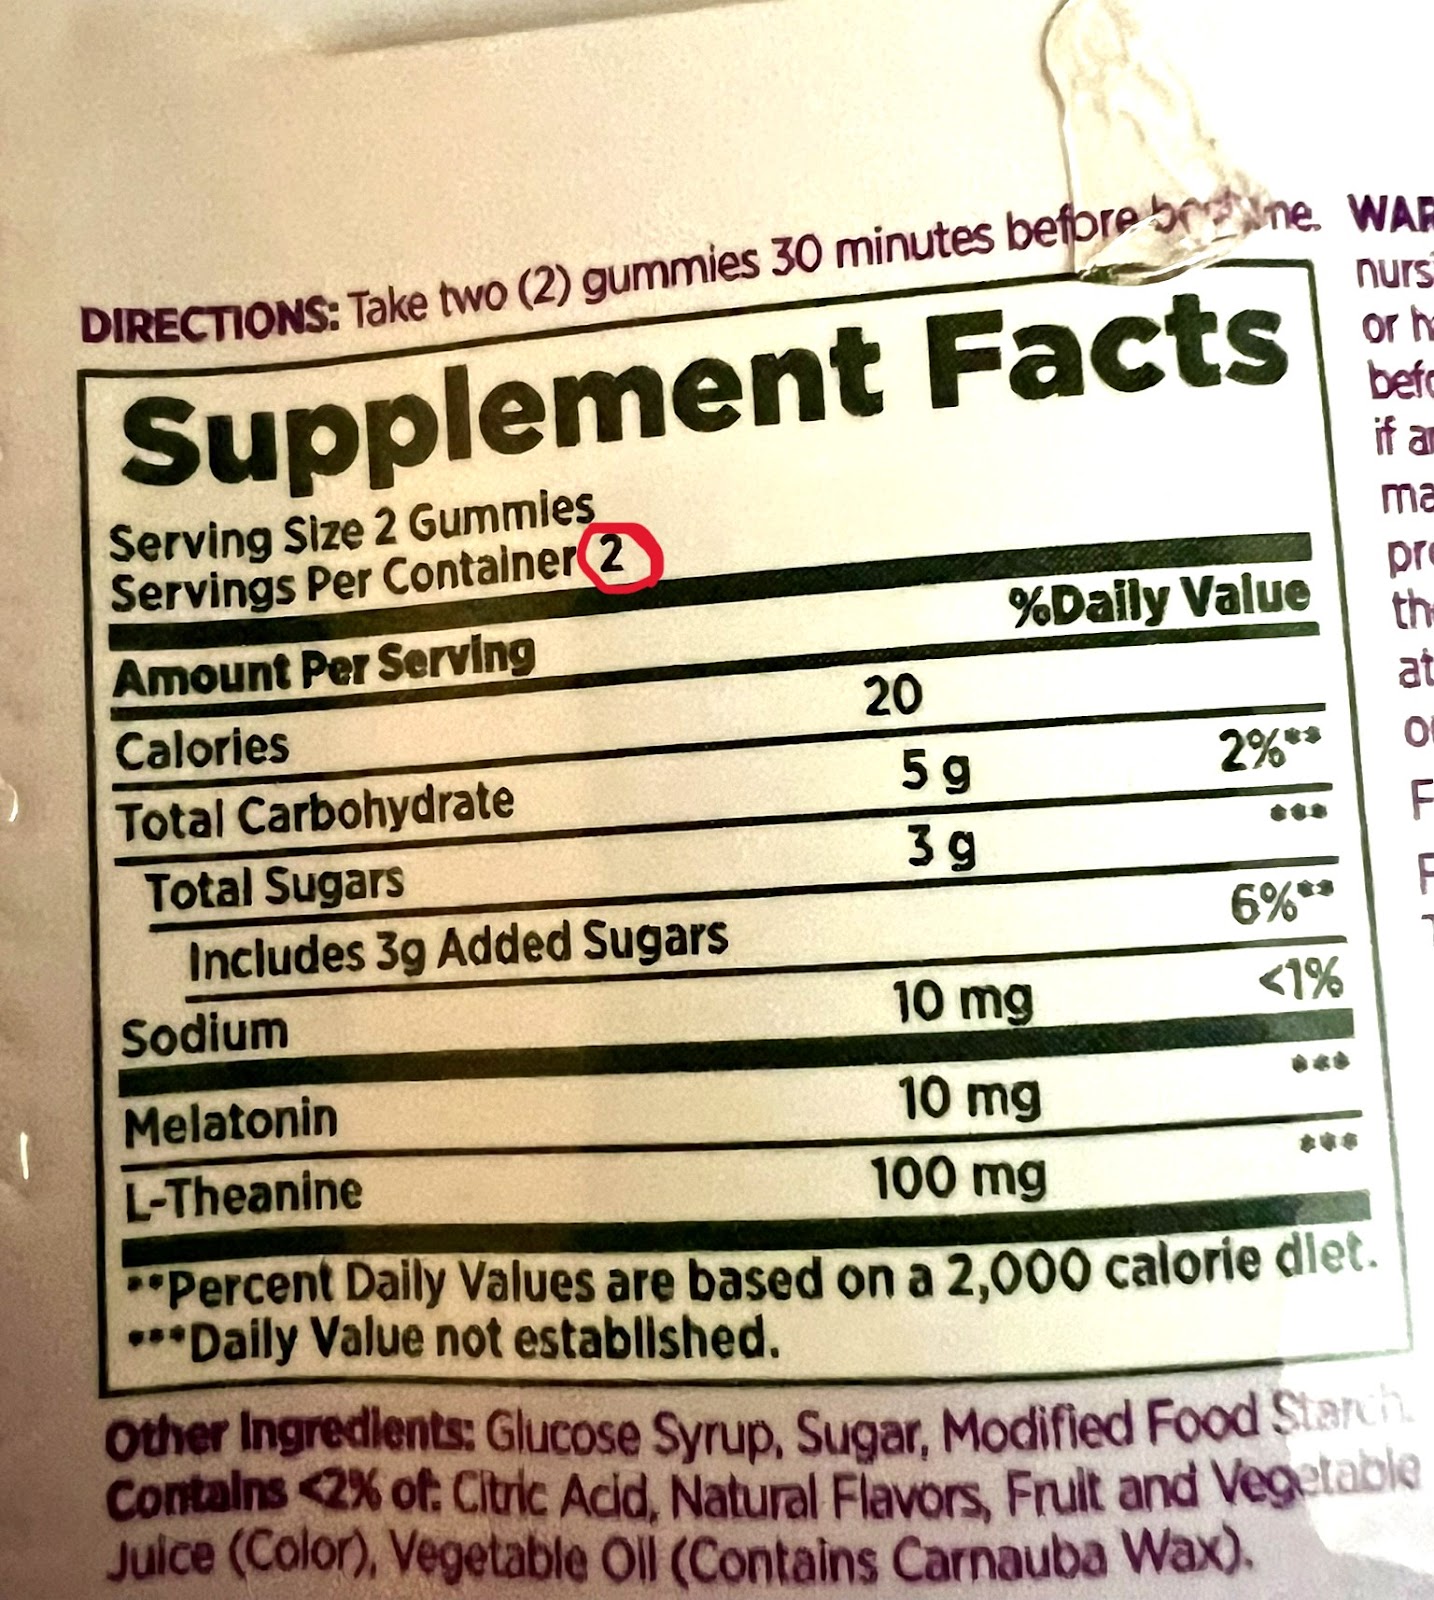 DIRECTIONS: Take two (2) gummies 30 minutes before
Supplement Facts
Serving Size 2 Gummies
Servings Per Container 2
%Daily Value
Amount Per Serving
Calories 20
Total Carbohydrate 5 g 2%**
Total Sugars 3 g ***
Includes 3g Added Sugars 6%**
Sodium 10 mg <1%
Melatonin 10 mg ***
L-Theanine 100 mg ***
**Percent Daily Values are based on a 2,000 calorie diet.
***Daily Value not established.
Other Ingredients: Glucose Syrup, Sugar, Modified Food Starch.
Contains <2% of: Citric Acid, Natural Flavors, Fruit and Vegetable
Juice (Color), Vegetable Oil (Contains Carnauba Wax).
or
if